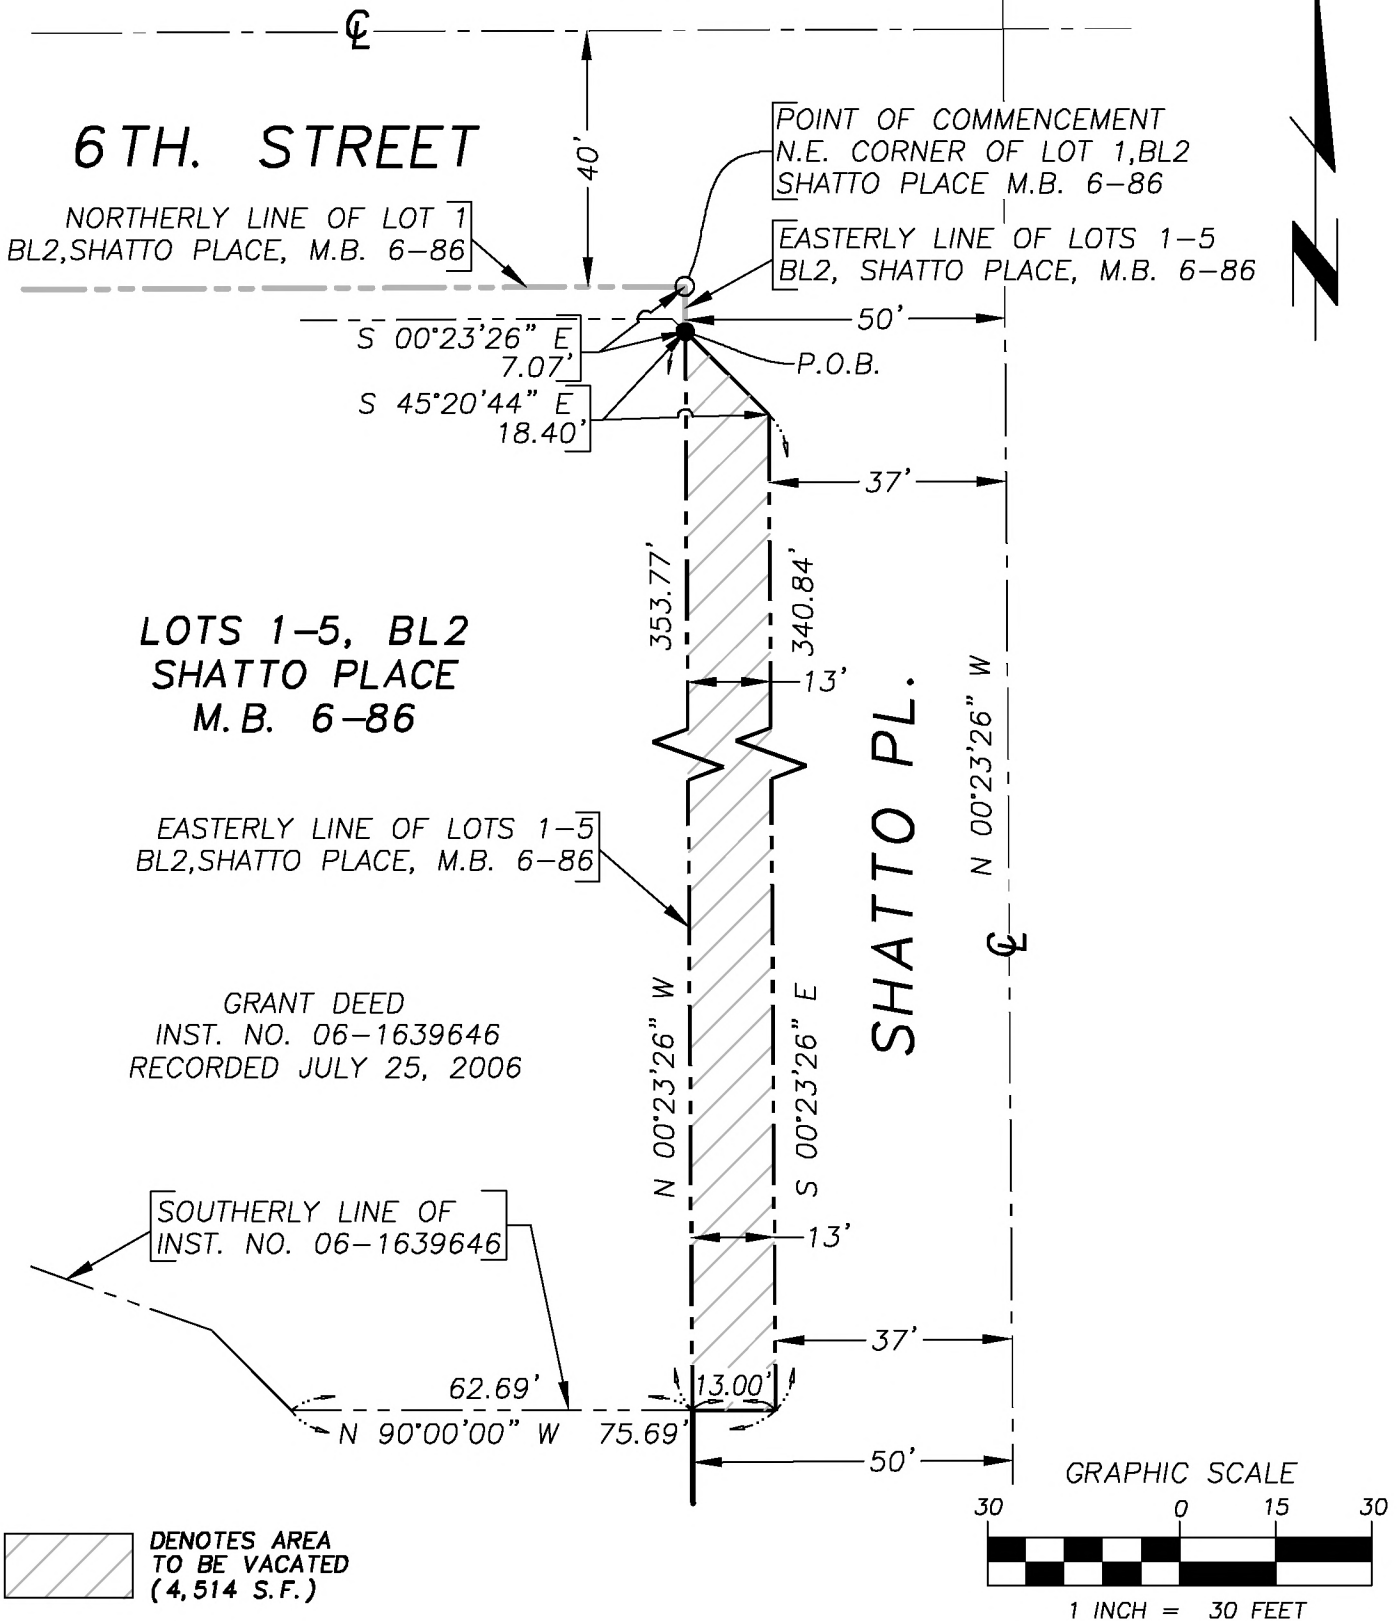 ℄
6TH. STREET
40'
POINT OF COMMENCEMENT
N.E. CORNER OF LOT 1,BL2
SHATTO PLACE M.B. 6-86
NORTHERLY LINE OF LOT 1
BL2,SHATTO PLACE, M.B. 6-86
EASTERLY LINE OF LOTS 1-5
BL2, SHATTO PLACE, M.B. 6-86
N
50'
S 00°23'26" E
7.07'
P.O.B.
S 45°20'44" E
18.40'
37'
353.77'
340.84'
LOTS 1-5, BL2
SHATTO PLACE
M.B. 6-86
13'
SHATTO PL.
N 00°23'26" W
EASTERLY LINE OF LOTS 1-5
BL2,SHATTO PLACE, M.B. 6-86
℄
GRANT DEED
INST. NO. 06-1639646
RECORDED JULY 25, 2006
N 00°23'26" W
S 00°23'26" E
SOUTHERLY LINE OF
INST. NO. 06-1639646
13'
37'
62.69'
13.00'
N 90°00'00" W 75.69'
50'
GRAPHIC SCALE
30 0 15 30
1 INCH = 30 FEET
DENOTES AREA
TO BE VACATED
(4,514 S.F.)